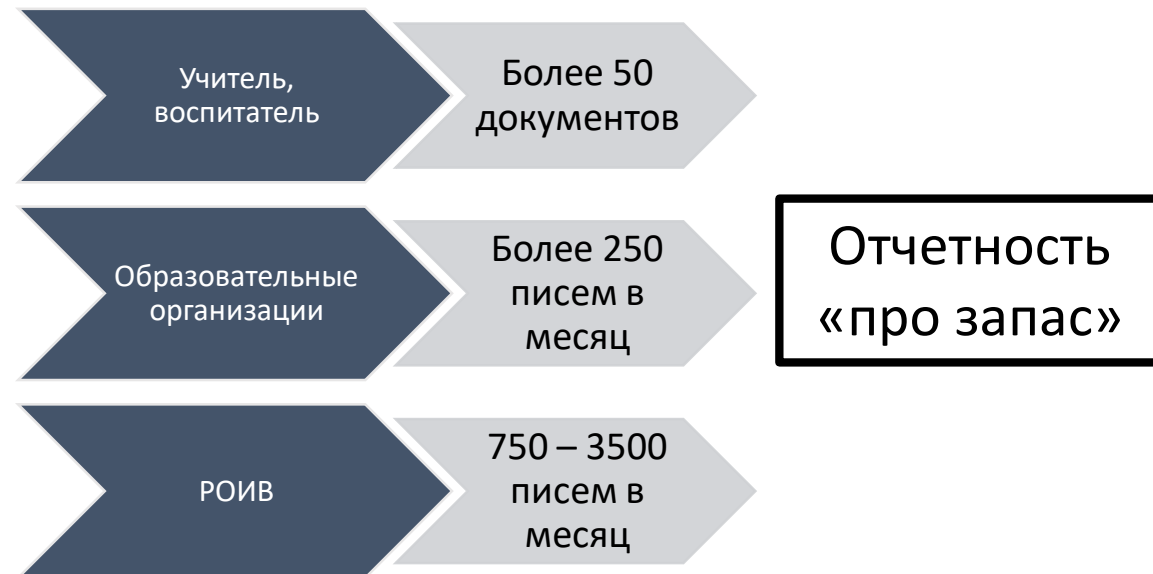 Учитель,
воспитатель
Более 50
документов
Образовательные
организации
Более 250
писем в
месяц
Отчетность
«про запас»
РОИВ
750 – 3500
писем в
месяц